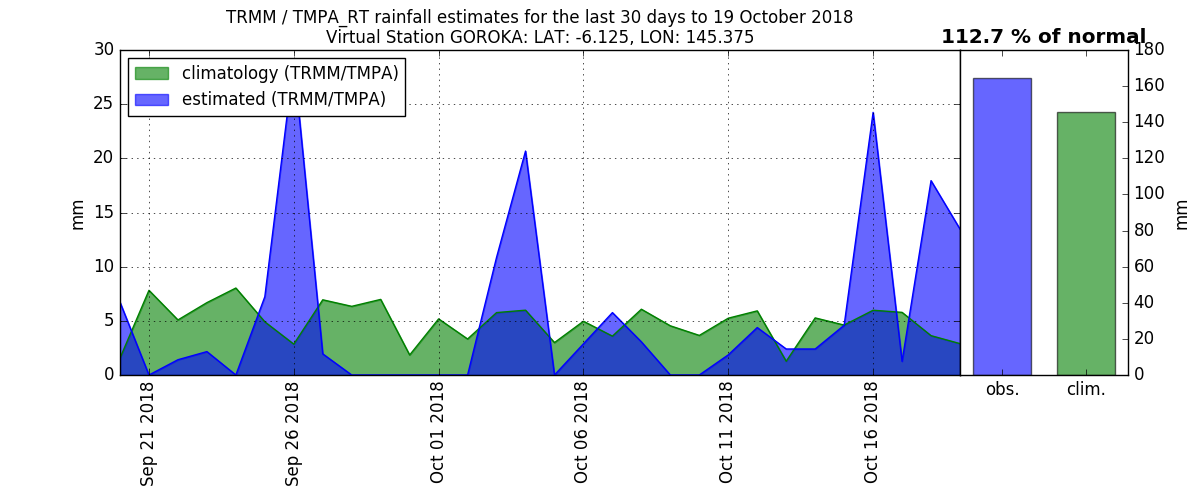 TRMM / TMPA_RT rainfall estimates for the last 30 days to 19 October 2018
Virtual Station GOROKA: LAT: -6.125, LON: 145.375
112.7 % of normal
climatology (TRMM/TMPA)
estimated (TRMM/TMPA)
mm
30
25
20
15
10
5
0
Sep 21 2018
Sep 26 2018
Oct 01 2018
Oct 06 2018
Oct 11 2018
Oct 16 2018
obs.
clim.
180
160
140
120
100
80
60
40
20
0
mm